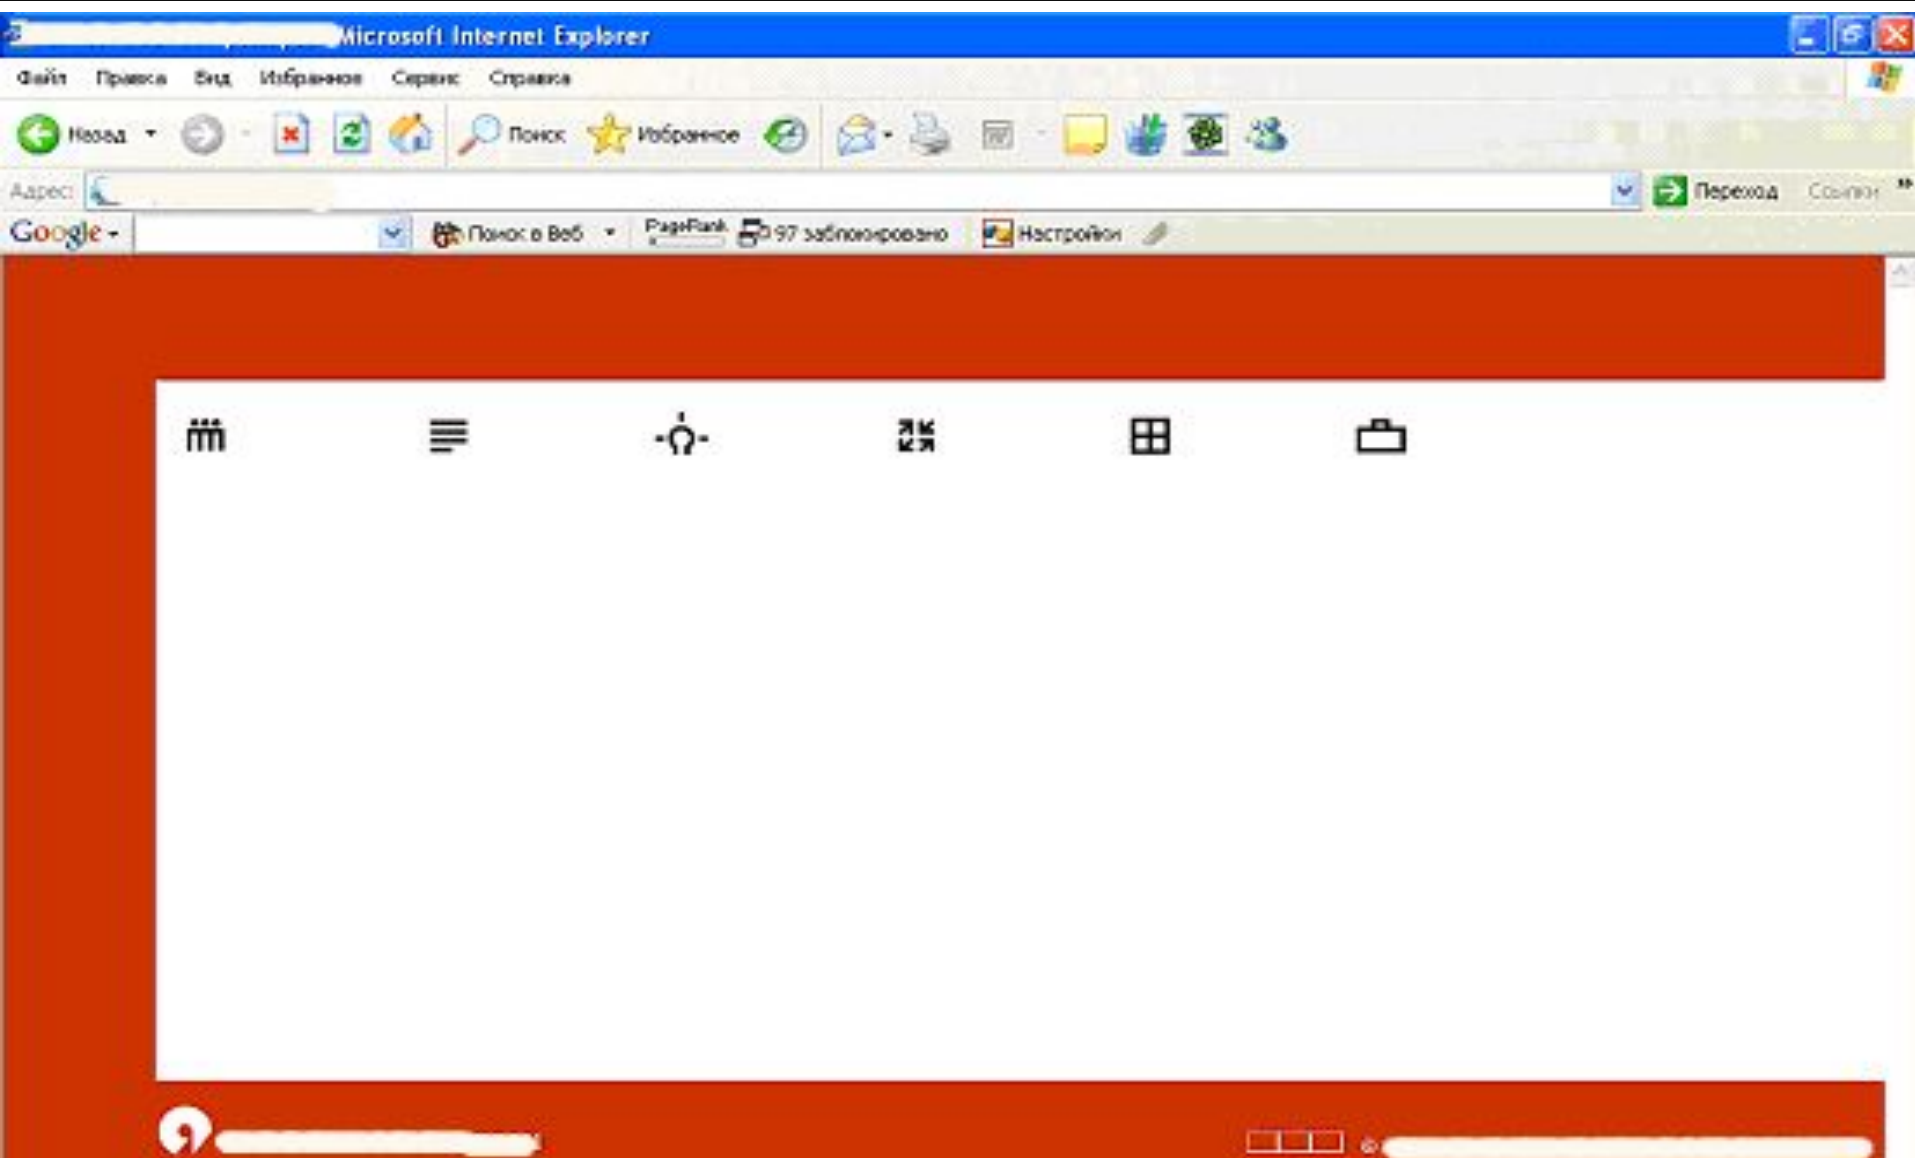 Microsoft Internet Explorer
Файл Правка Вид Избранное Сервис Справка
Назад Поиск Избранное
Адрес: Переход Ссылки »
Google Поиск в Веб PageRank 97 заблокировано Настройки
©